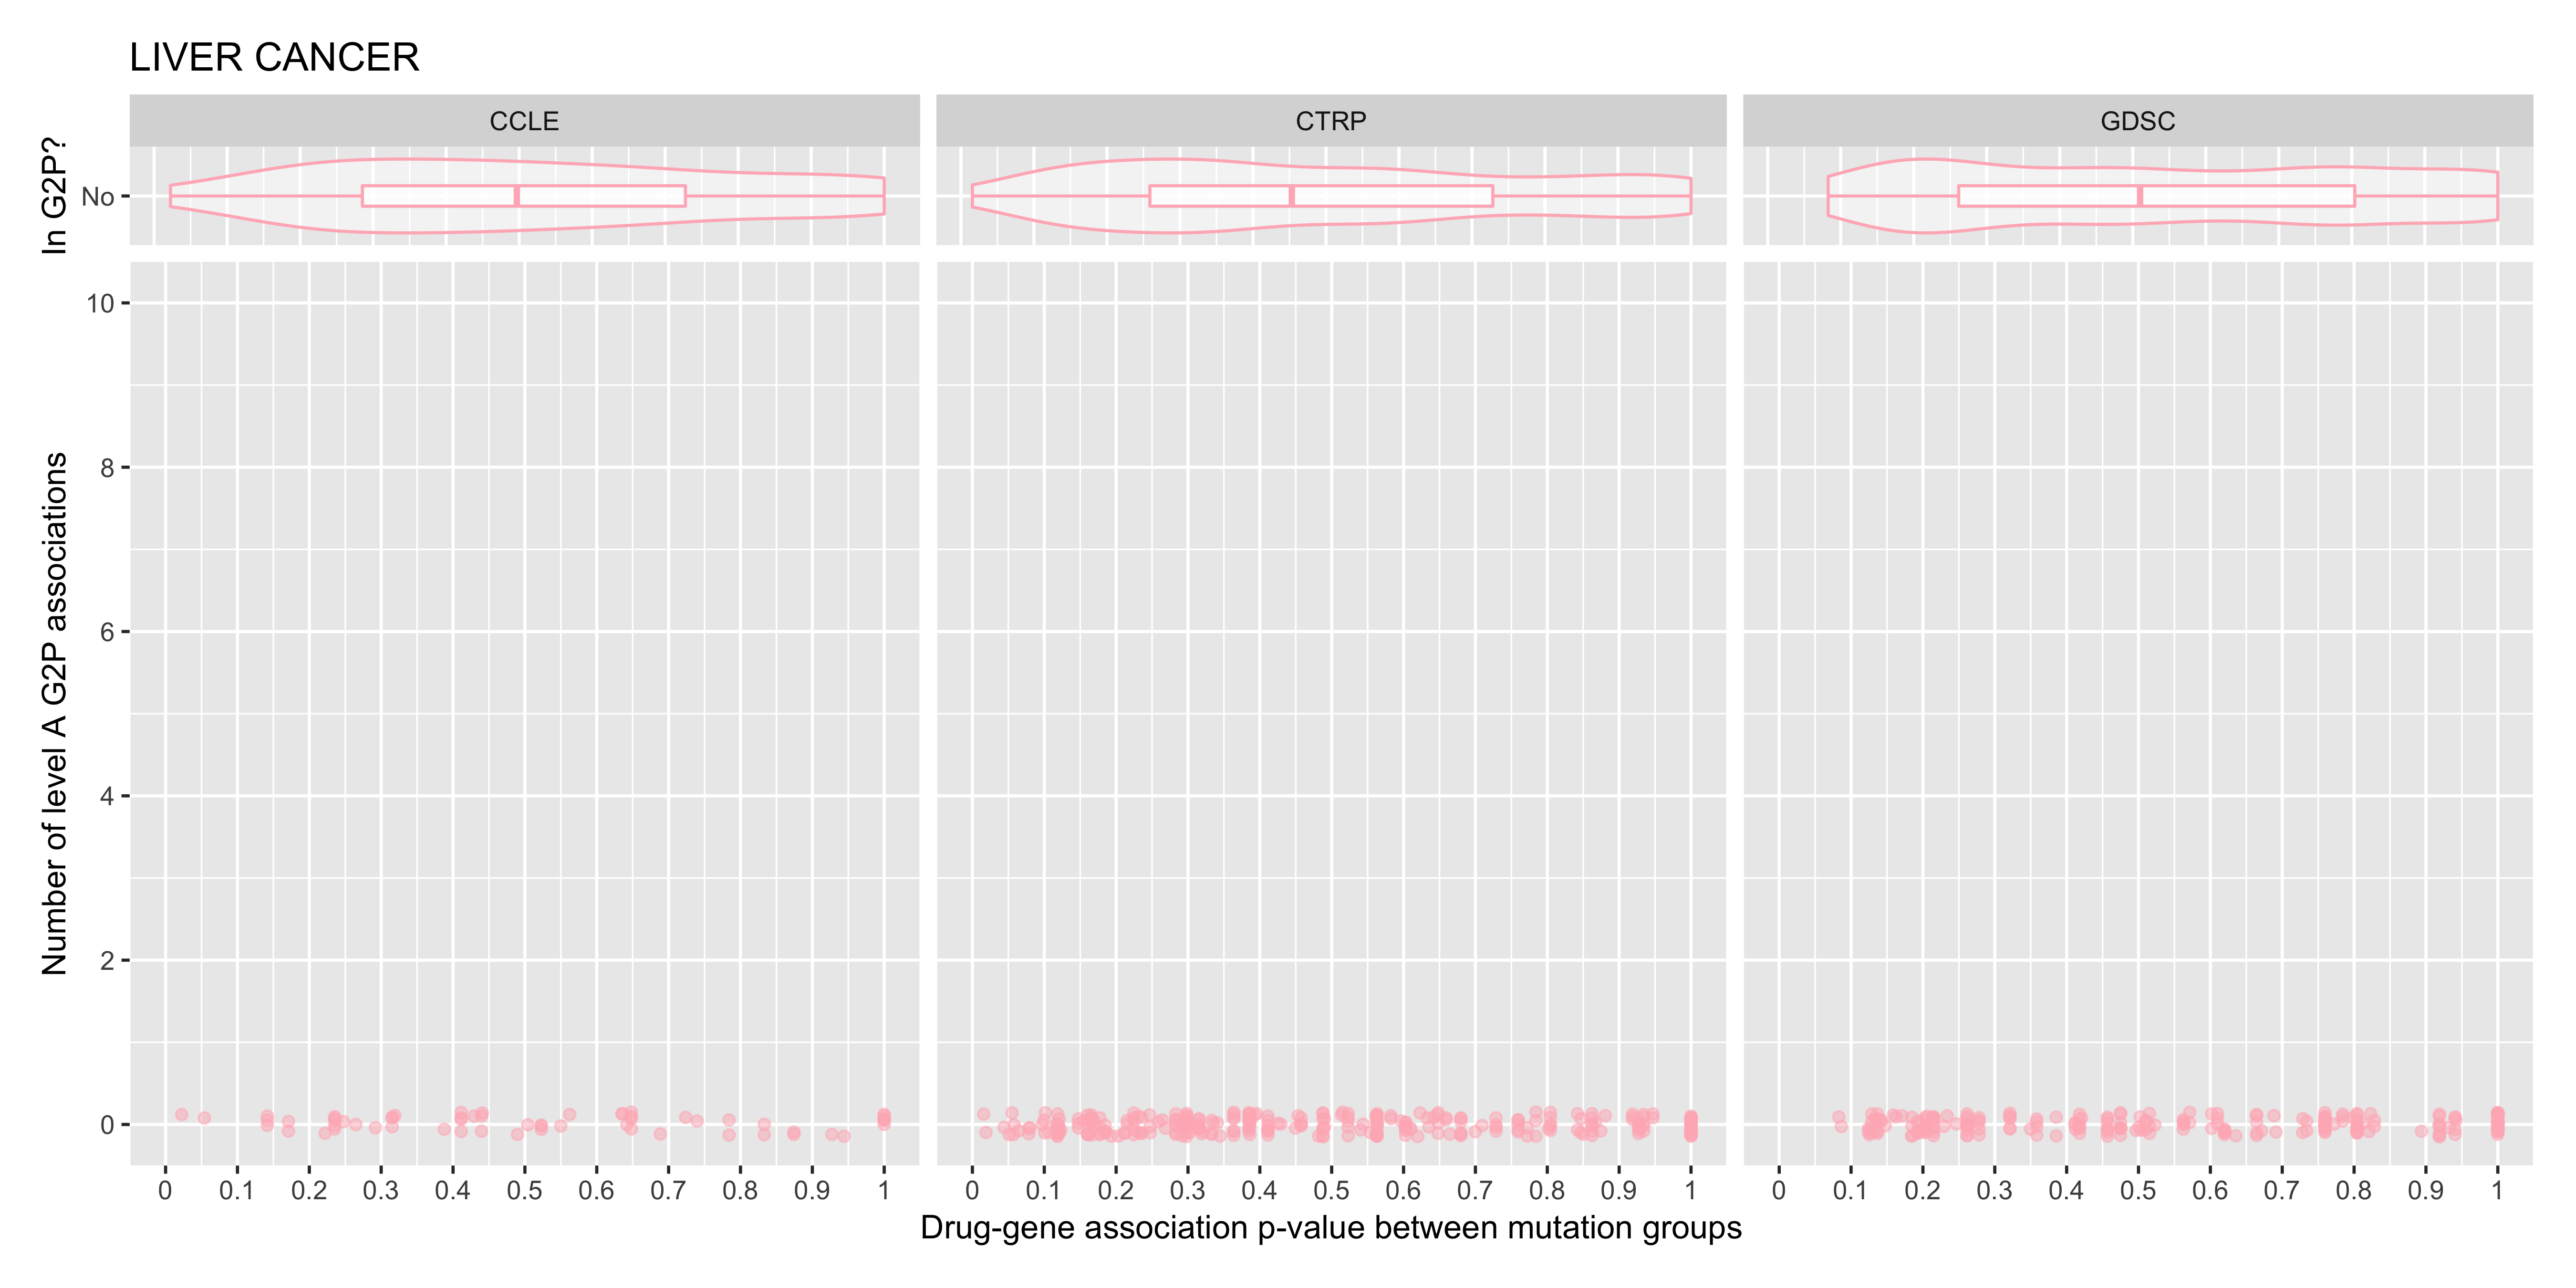 LIVER CANCER
CCLE CTRP GDSC
In G2P?
No
Number of level A G2P associations
10
8
6
4
2
0
0 0.1 0.2 0.3 0.4 0.5 0.6 0.7 0.8 0.9 1 0 0.1 0.2 0.3 0.4 0.5 0.6 0.7 0.8 0.9 1 0 0.1 0.2 0.3 0.4 0.5 0.6 0.7 0.8 0.9 1
Drug-gene association p-value between mutation groups